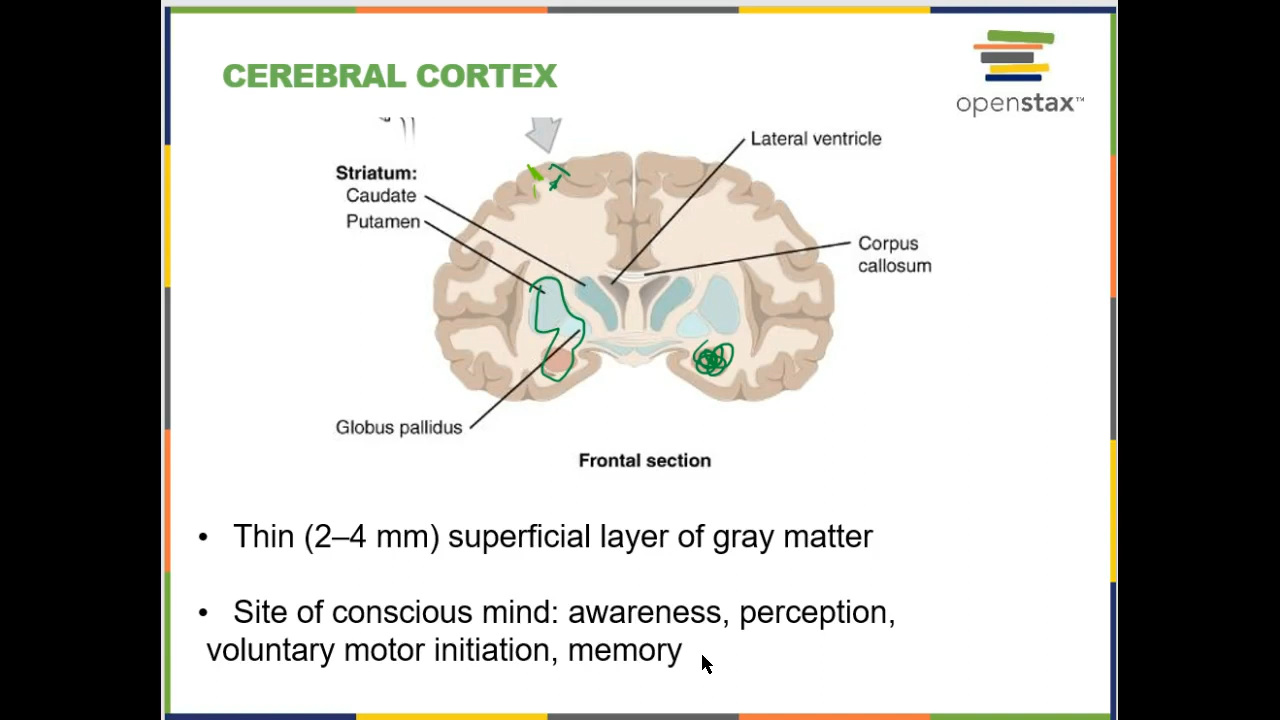 CEREBRAL CORTEX
openstax™
Lateral ventricle
Striatum:
Caudate
Putamen
Corpus
callosum
Globus pallidus
Frontal section
• Thin (2–4 mm) superficial layer of gray matter
• Site of conscious mind: awareness, perception,
voluntary motor initiation, memory